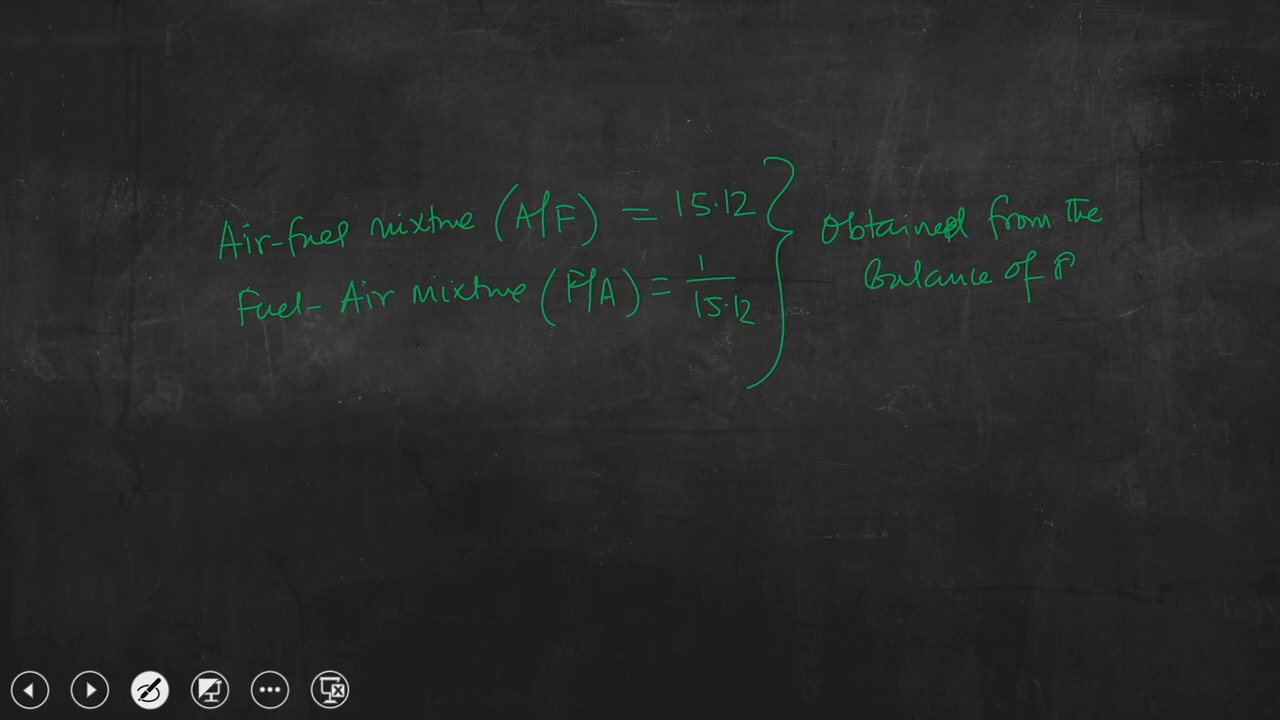 Air-fuel mixture (A/F) = 15.12
Fuel-Air mixture (F/A) = 1/15.12
Obtained from the
balance of